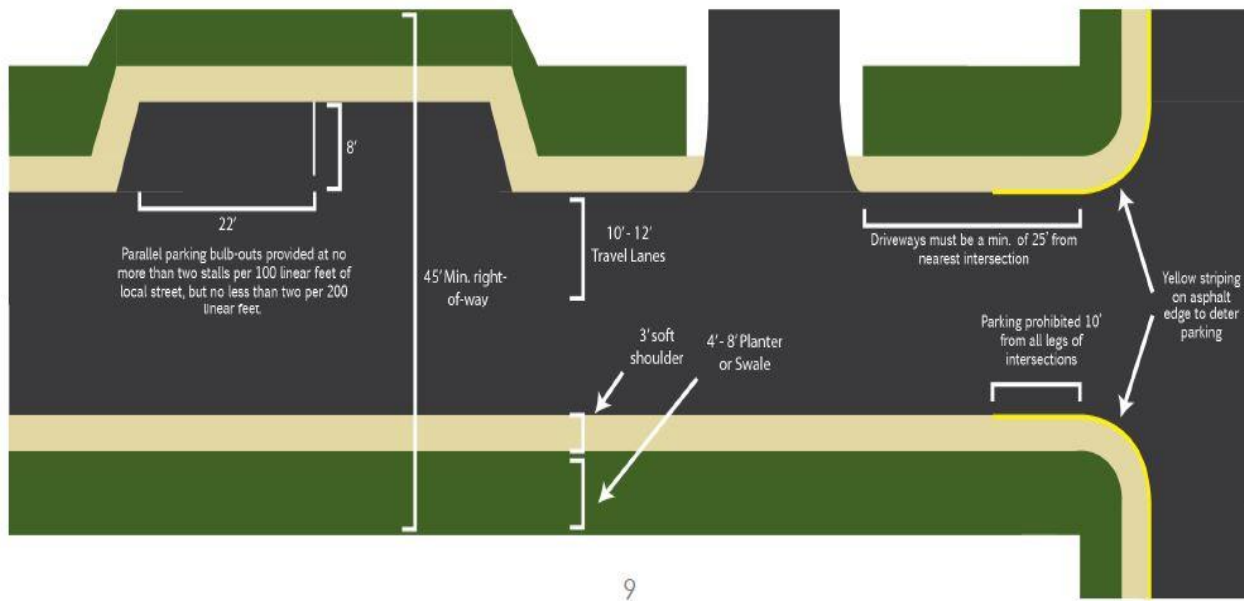 8'
22'
Parallel parking bulb-outs provided at no
more than two stalls per 100 linear feet of
local street, but no less than two per 200
linear feet.
45' Min. right-
of-way
10' - 12'
Travel Lanes
Driveways must be a min. of 25' from
nearest intersection
Yellow striping
on asphalt
edge to deter
parking
Parking prohibited 10'
from all legs of
intersections
3' soft
shoulder
4' - 8' Planter
or Swale
9